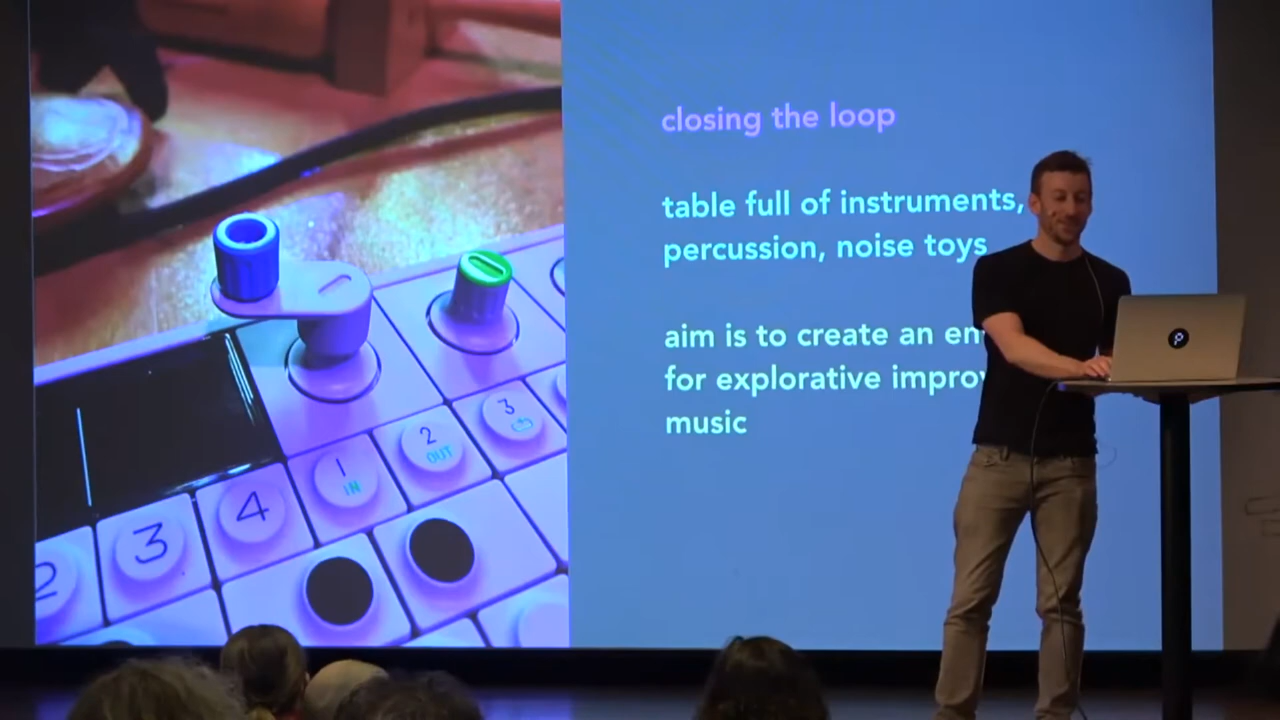 closing the loop
table full of instruments,
percussion, noise toys
aim is to create an
for explorative
music
1
IN
2
OUT
3
2
3
4